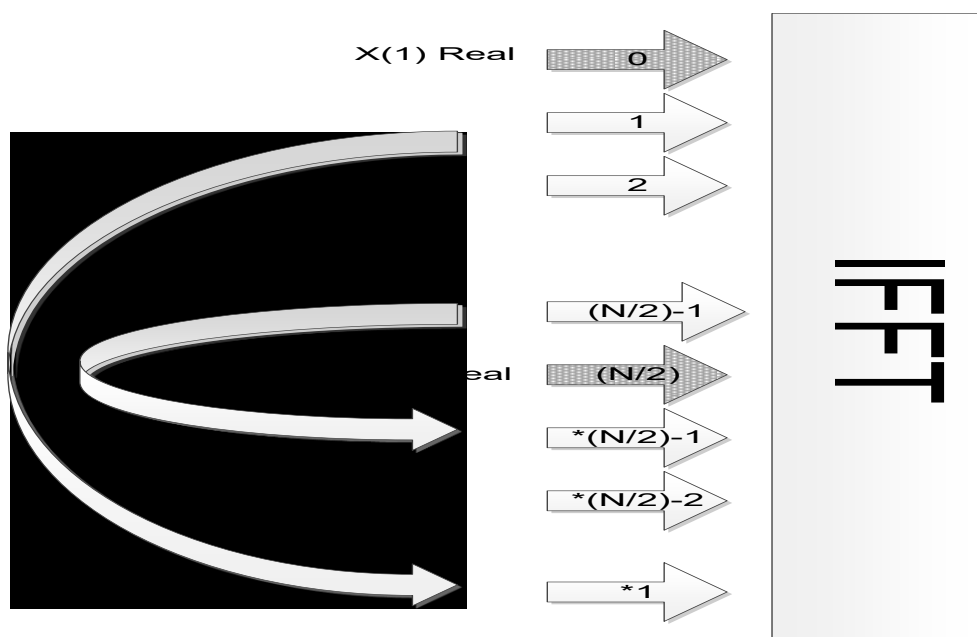 X(1) Real
0
1
2
(N/2)-1
eal
(N/2)
*(N/2)-1
*(N/2)-2
*1
IFFT